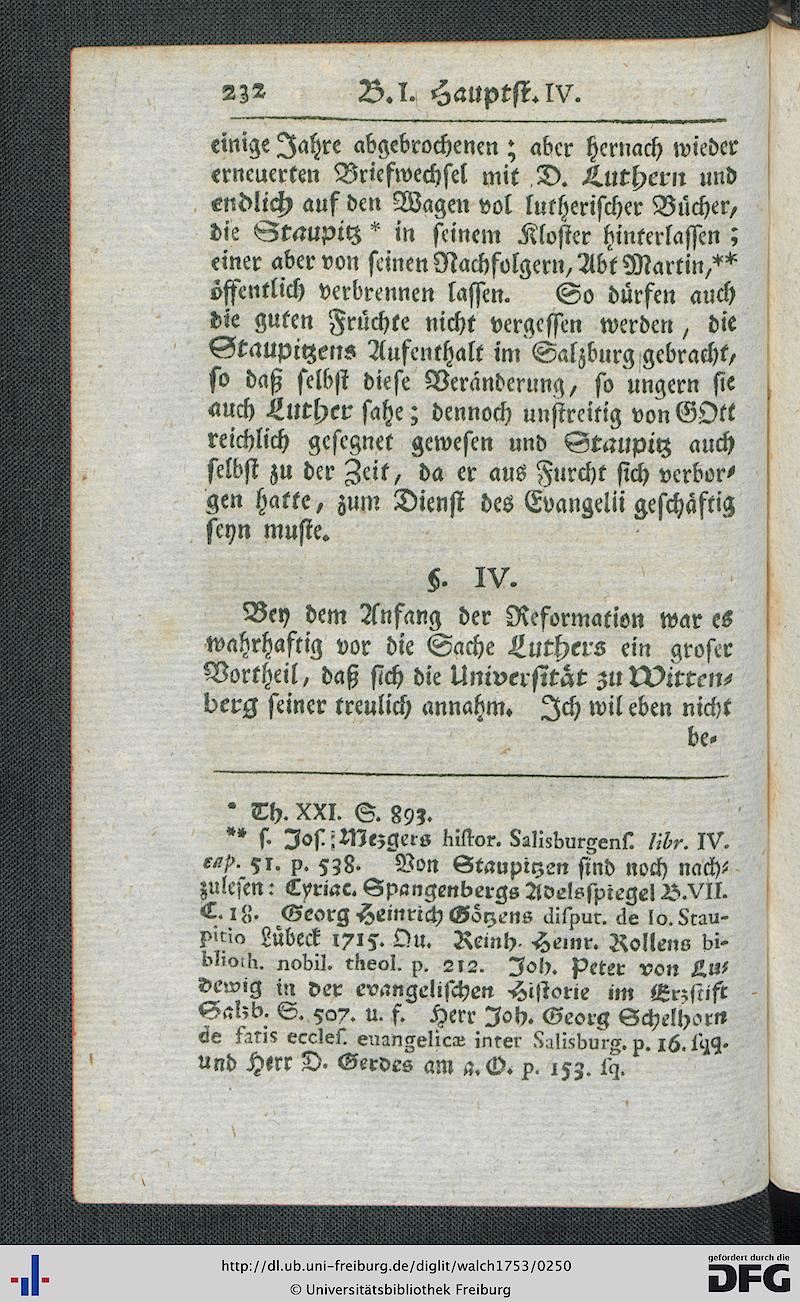 232 B. I. Hauptst. IV.
einige Jahre abgebrochenen; aber hernach wieder
erneuerten Briefwechsel mit D. Luthern und
endlich auf den Wagen vol lutherischer Bücher,
die Staupitz * in seinem Kloster hinterlassen;
einer aber von seinen Nachfolgern, Abt Martin,**
öffentlich verbrennen lassen. So dürfen auch
die guten Früchte nicht vergessen werden, die
Staupitzens Aufenthalt im Salzburg gebracht,
so daß selbst diese Veränderung, so ungern sie
auch Luther sahe; dennoch unstreitig von GOtt
reichlich gesegnet gewesen und Staupitz auch
selbst zu der Zeit, da er aus Furcht sich verbor-
gen hatte, zum Dienst des Evangelii geschäftig
seyn muste.
§. IV.
Bey dem Anfang der Reformation war es
wahrhaftig vor die Sache Luthers ein groser
Vortheil, daß sich die Universität zu Witten-
berg seiner treulich annahm. Ich wil eben nicht
be-
* Th. XXI. S. 893.
** s. Jos. Mezgers histor. Salisburgens. libr. IV.
cap. 51. p. 538. Von Staupitzen sind noch nach-
zulesen: Cyriac. Spangenbergs Adelsspiegel B. VII.
C. 18. Georg Heinrich Götzens disput. de Io. Stau-
pitio Lübeck 1715. Qu. Reinh. Heinr. Rollens bi-
blioth. nobil. theol. p. 212. Joh. Peter von Lu-
dewig in der evangelischen Historie im Erzstift
Salzb. S. 507. u. f. Herr Joh. Georg Schelhorn
de fatis eccles. euangelicæ inter Salisburg. p. 16. sqq.
und Herr D. Gerdes am a. O. p. 153. sq.
http://dl.ub.uni-freiburg.de/diglit/walch1753/0250
© Universitätsbibliothek Freiburg
gefördert durch die
DFG